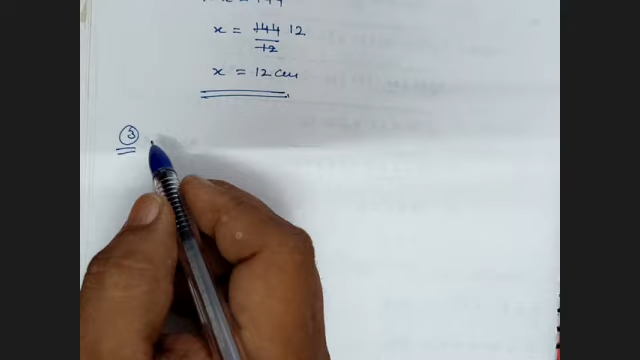 x = 144 12
12
x = 12 cm
3